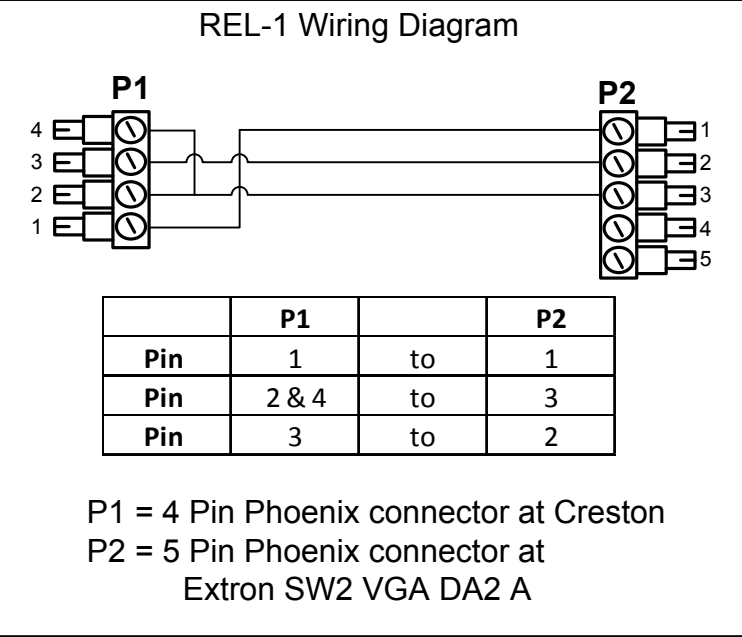 REL-1 Wiring Diagram
P1
P2
4
3
2
1
1
2
3
4
5
P1 P2
Pin 1 to 1
Pin 2 & 4 to 3
Pin 3 to 2
P1 = 4 Pin Phoenix connector at Creston
P2 = 5 Pin Phoenix connector at
Extron SW2 VGA DA2 A